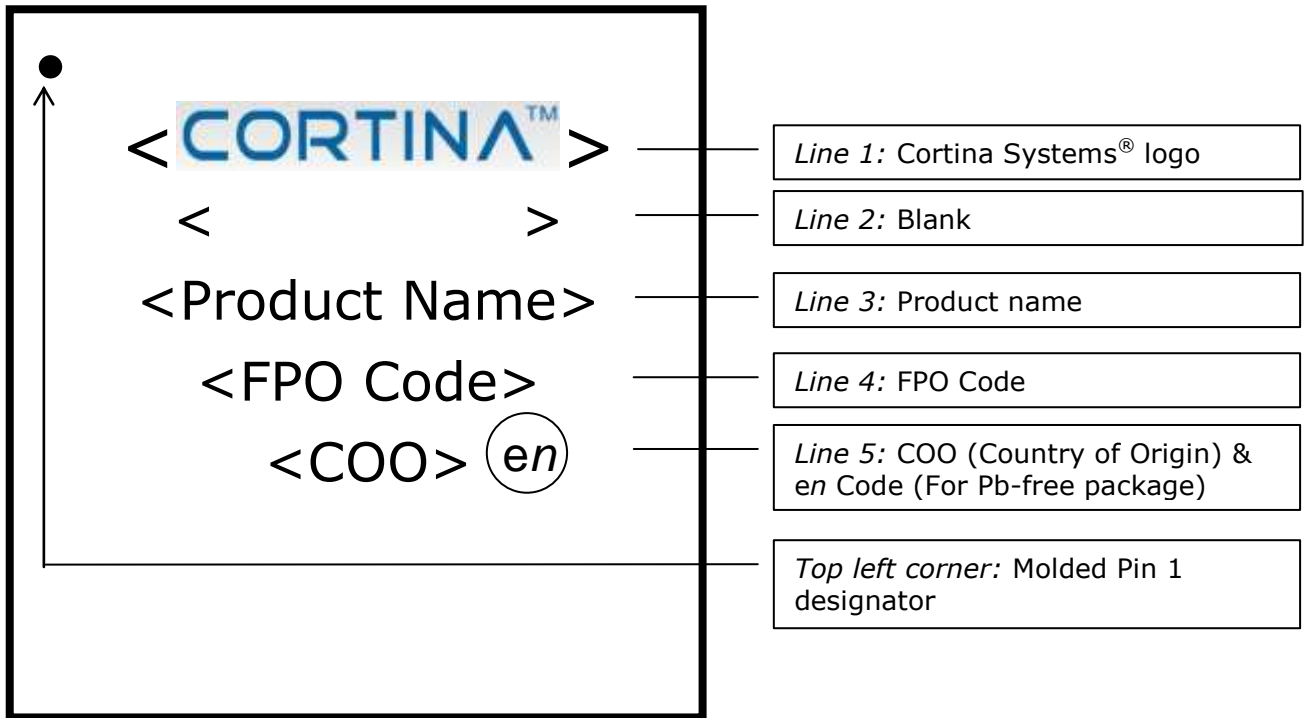 <CORTINA™>
Line 1: Cortina Systems® logo
< >
Line 2: Blank
<Product Name>
Line 3: Product name
<FPO Code>
Line 4: FPO Code
<COO> en
Line 5: COO (Country of Origin) &
en Code (For Pb-free package)
Top left corner: Molded Pin 1
designator